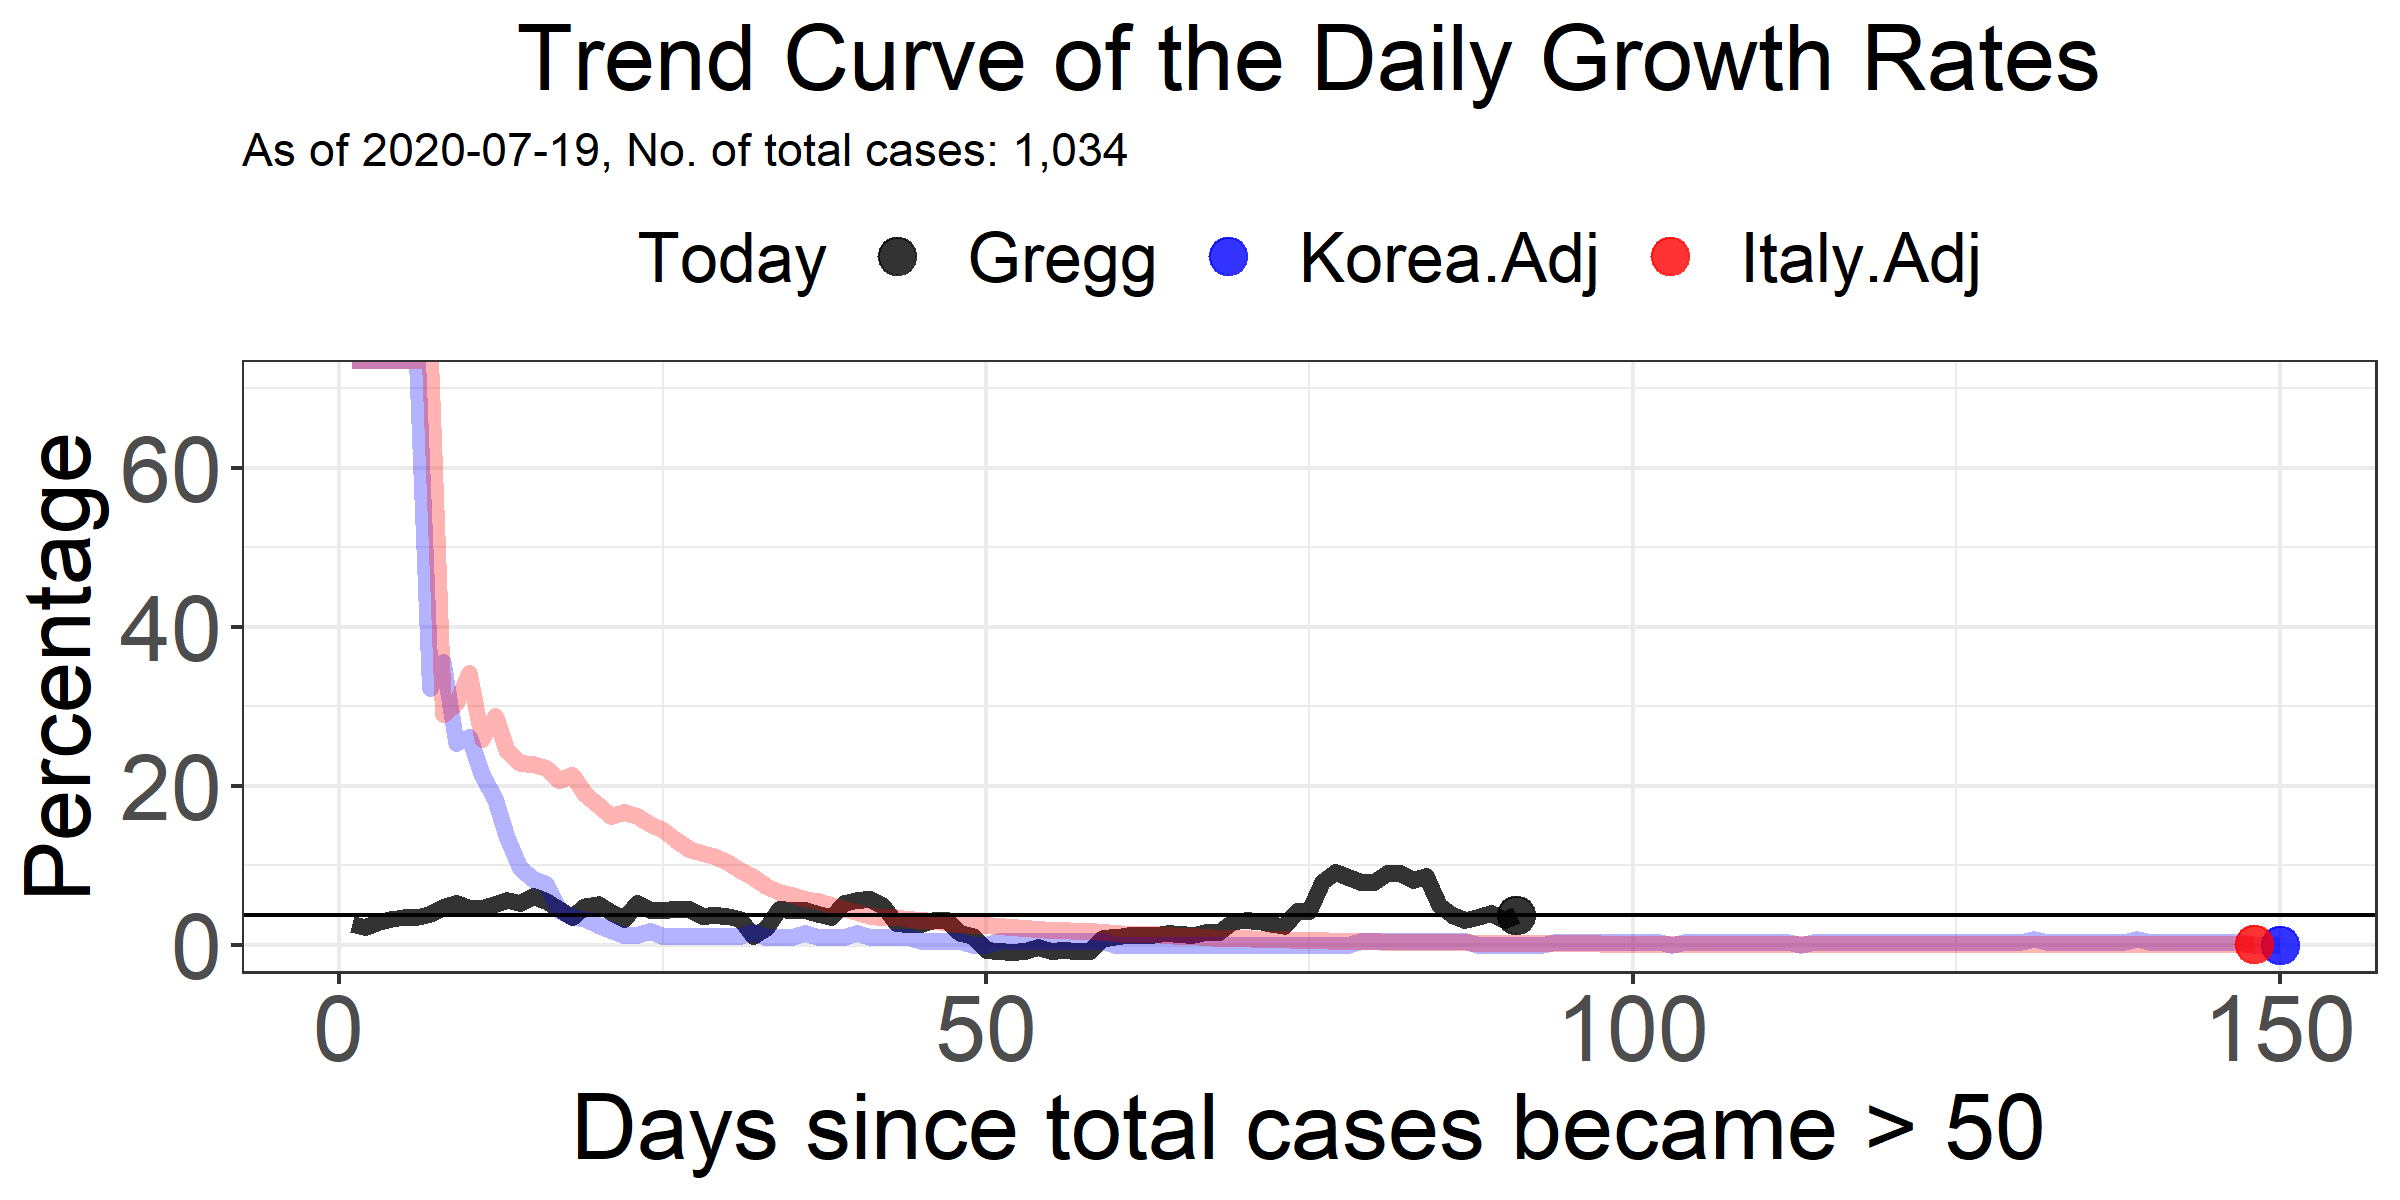 Trend Curve of the Daily Growth Rates
As of 2020-07-19, No. of total cases: 1,034
Today Gregg Korea.Adj Italy.Adj
Percentage
60
40
20
0
0 50 100 150
Days since total cases became > 50